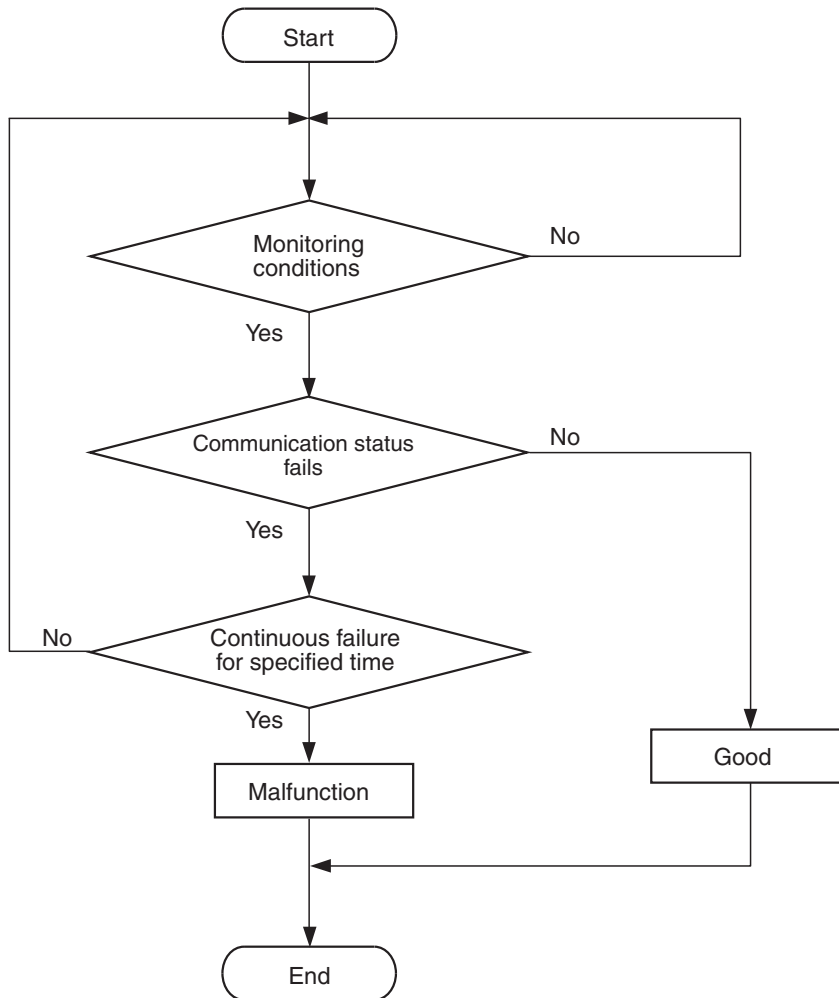 Start
Monitoring
conditions
No
Yes
Communication status
fails
No
Yes
Continuous failure
for specified time
No
Yes
Malfunction
Good
End